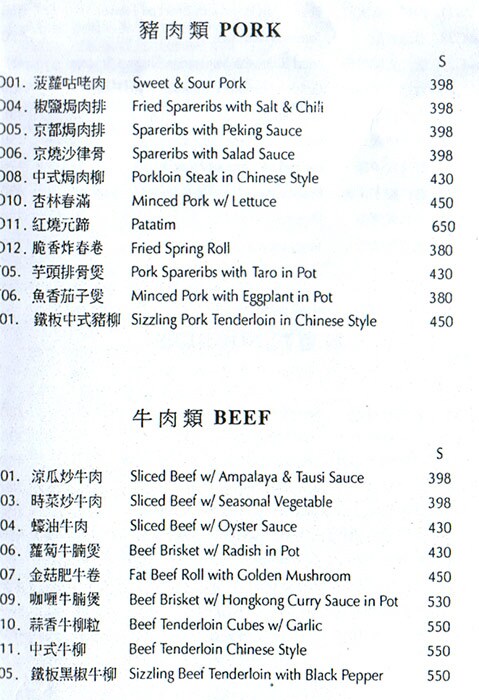 豬肉類 PORK
S
D01. 菠蘿咕咾肉 Sweet & Sour Pork 398
D04. 椒鹽焗肉排 Fried Spareribs with Salt & Chili 398
D05. 京都焗肉排 Spareribs with Peking Sauce 398
D06. 京燒沙律骨 Spareribs with Salad Sauce 398
D08. 中式焗肉柳 Porkloin Steak in Chinese Style 430
D10. 杏林春滿 Minced Pork w/ Lettuce 450
D11. 紅燒元蹄 Patatim 650
D12. 脆香炸春卷 Fried Spring Roll 380
05. 芋頭排骨煲 Pork Spareribs with Taro in Pot 430
06. 魚香茄子煲 Minced Pork with Eggplant in Pot 380
01. 鐵板中式豬柳 Sizzling Pork Tenderloin in Chinese Style 450
牛肉類 BEEF
S
01. 涼瓜炒牛肉 Sliced Beef w/ Ampalaya & Tausi Sauce 398
03. 時菜炒牛肉 Sliced Beef w/ Seasonal Vegetable 398
04. 蠔油牛肉 Sliced Beef w/ Oyster Sauce 430
06. 蘿蔔牛腩煲 Beef Brisket w/ Radish in Pot 430
07. 金菇肥牛卷 Fat Beef Roll with Golden Mushroom 450
09. 咖喱牛腩煲 Beef Brisket w/ Hongkong Curry Sauce in Pot 530
10. 蒜香牛柳粒 Beef Tenderloin Cubes w/ Garlic 550
11. 中式牛柳 Beef Tenderloin Chinese Style 550
05. 鐵板黑椒牛柳 Sizzling Beef Tenderloin with Black Pepper 550